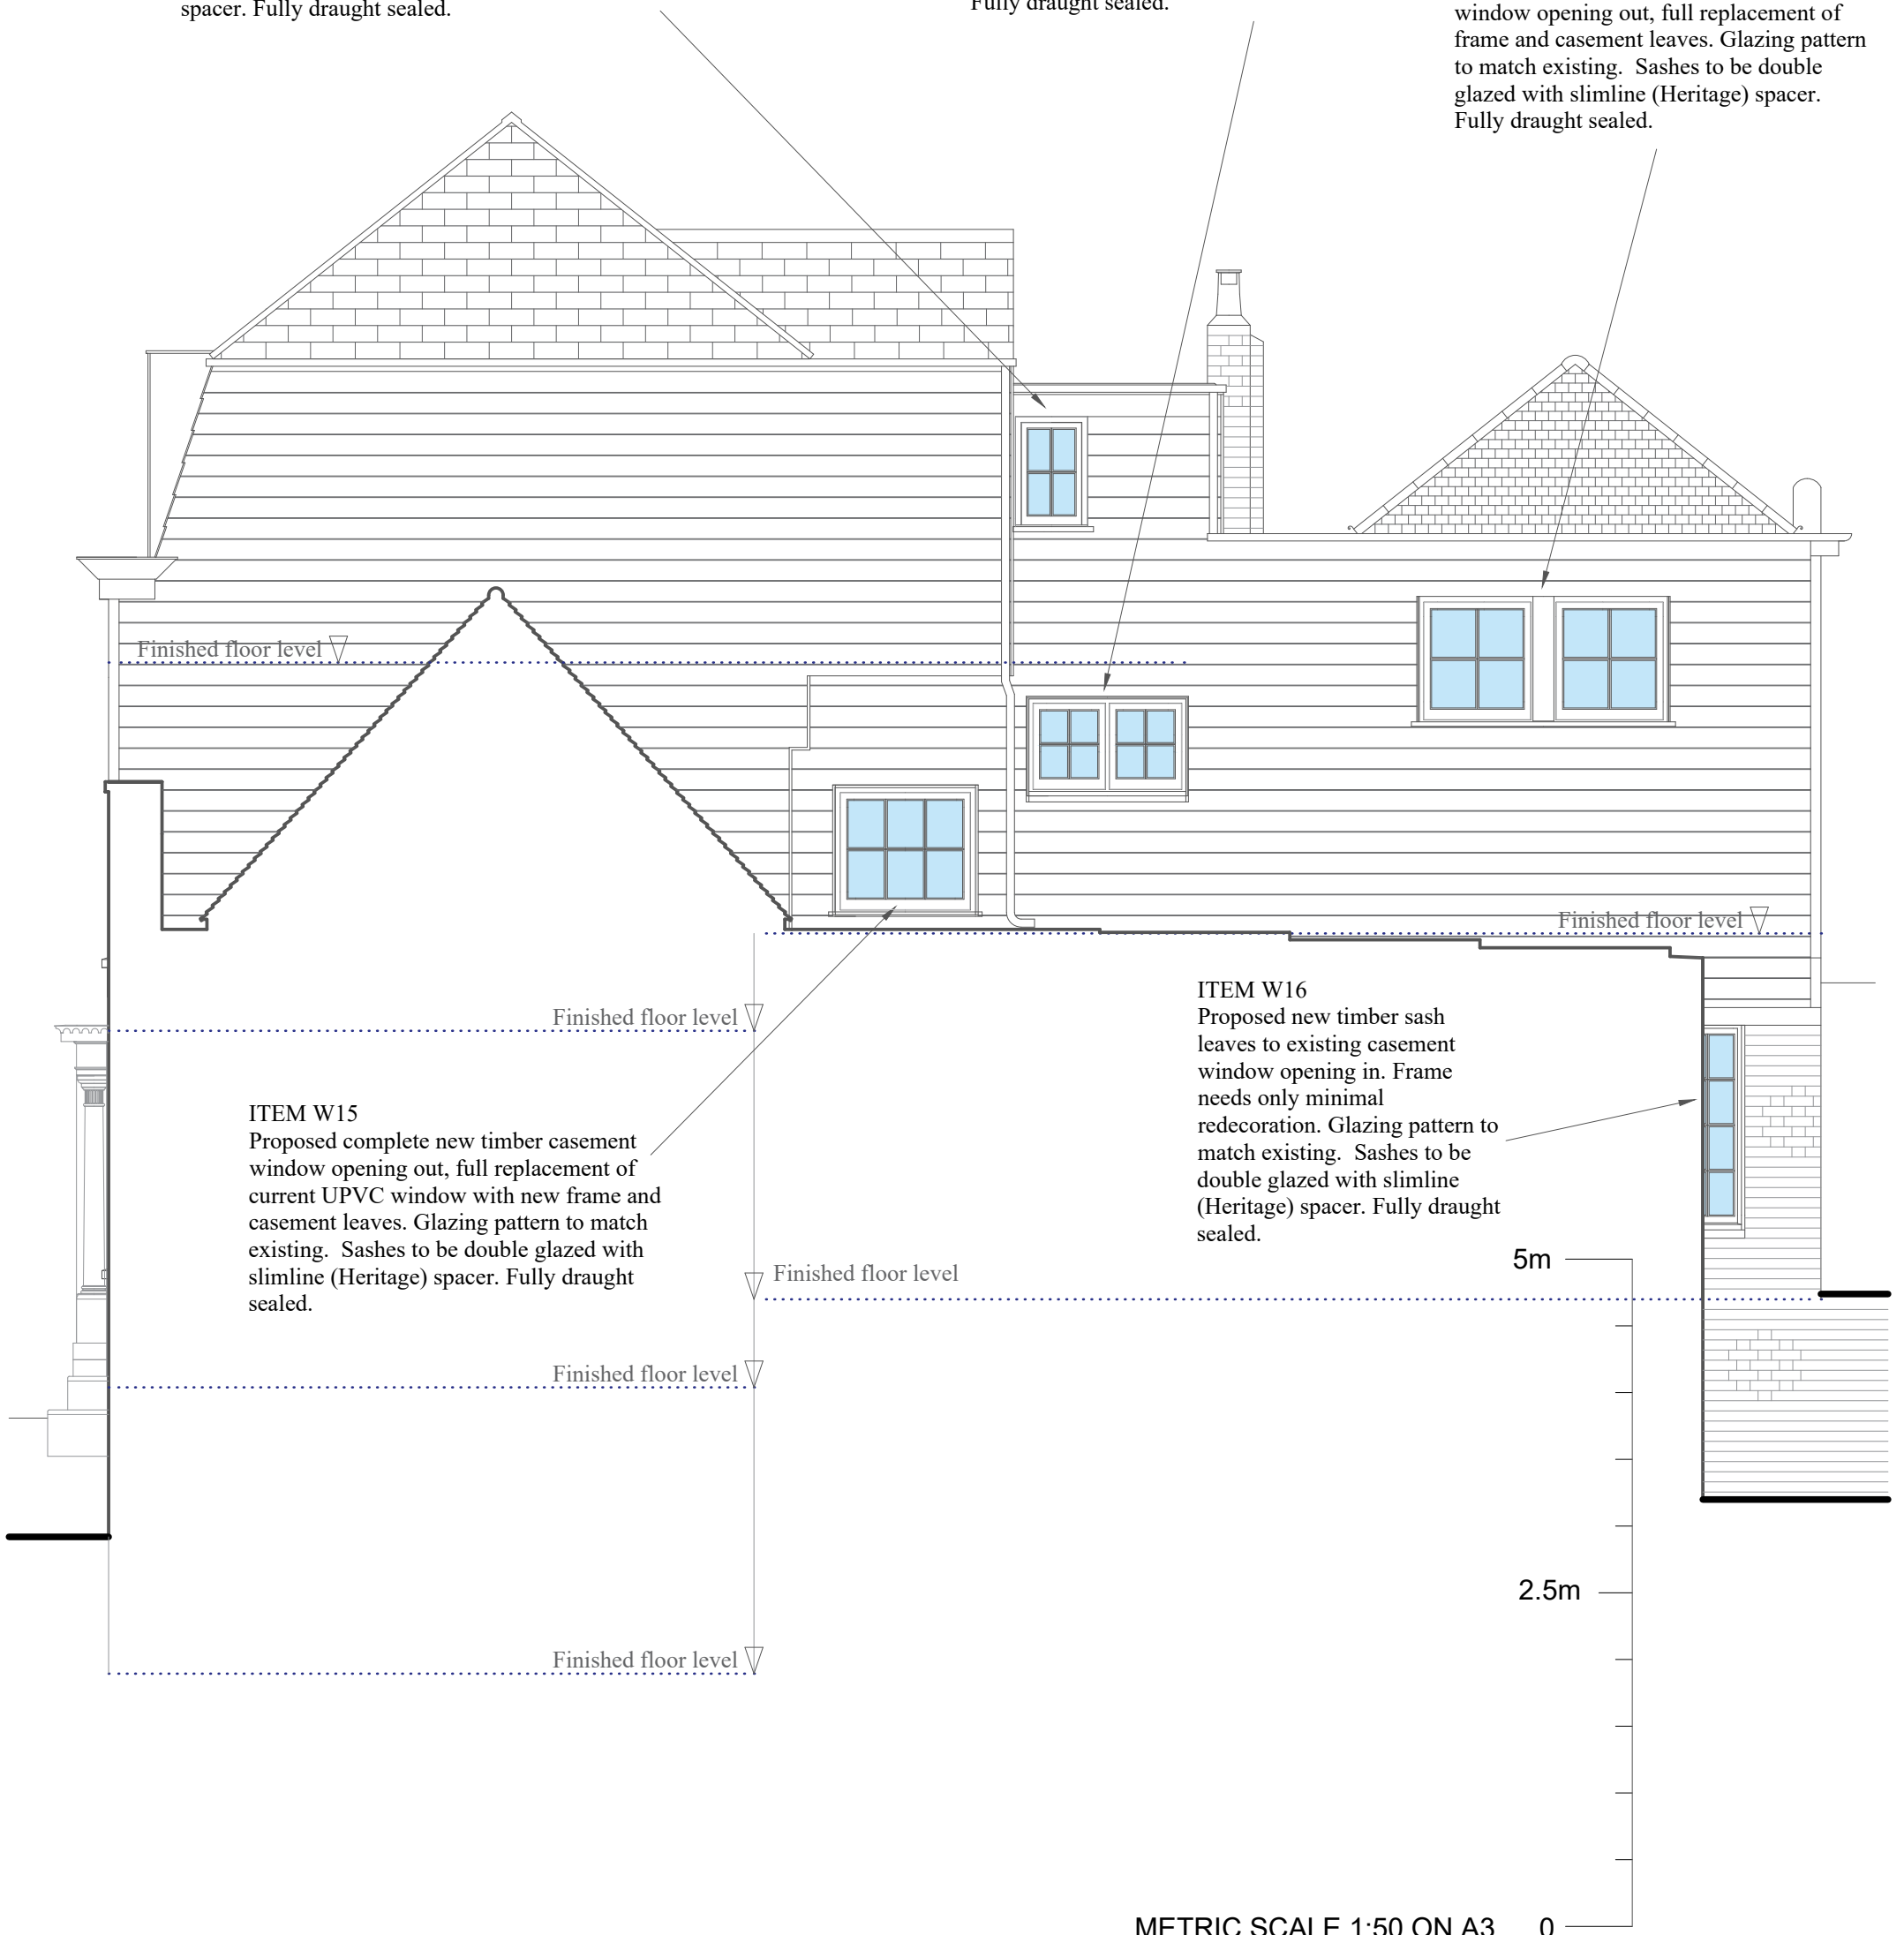 spacer. Fully draught sealed.
Fully draught sealed.
window opening out, full replacement of
frame and casement leaves. Glazing pattern
to match existing.  Sashes to be double
glazed with slimline (Heritage) spacer.
Fully draught sealed.
Finished floor level
Finished floor level
Finished floor level
ITEM W16
Proposed new timber sash
leaves to existing casement
window opening in. Frame
needs only minimal
redecoration. Glazing pattern to
match existing.  Sashes to be
double glazed with slimline
(Heritage) spacer. Fully draught
sealed.
ITEM W15
Proposed complete new timber casement
window opening out, full replacement of
current UPVC window with new frame and
casement leaves. Glazing pattern to match
existing.  Sashes to be double glazed with
slimline (Heritage) spacer. Fully draught
sealed.
5m
Finished floor level
Finished floor level
2.5m
Finished floor level
METRIC SCALE 1:50 ON A3
0